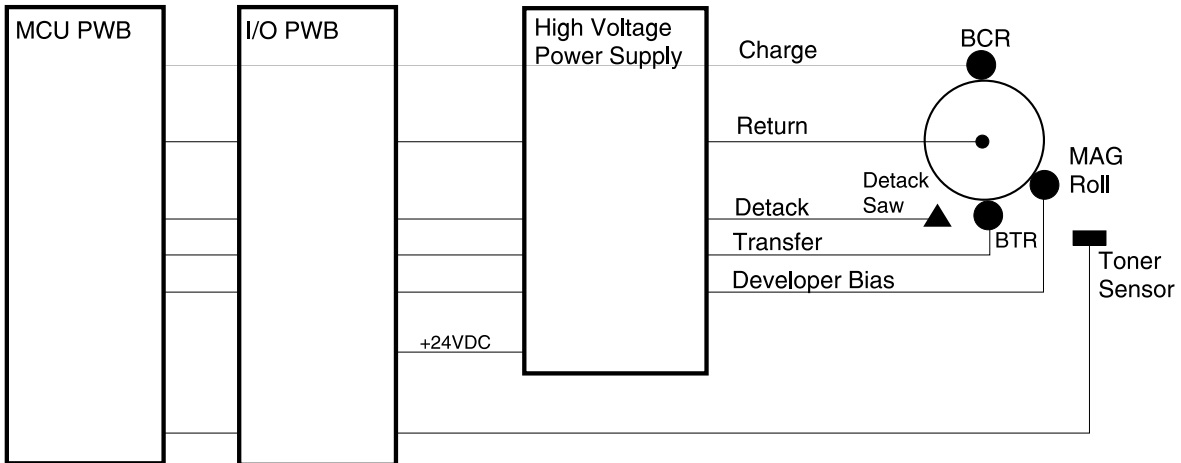 MCU PWB
I/O PWB
High Voltage
Power Supply
Charge
BCR
Return
MAG
Roll
Detack
Saw
Detack
Transfer
BTR
Developer Bias
Toner
Sensor
+24VDC